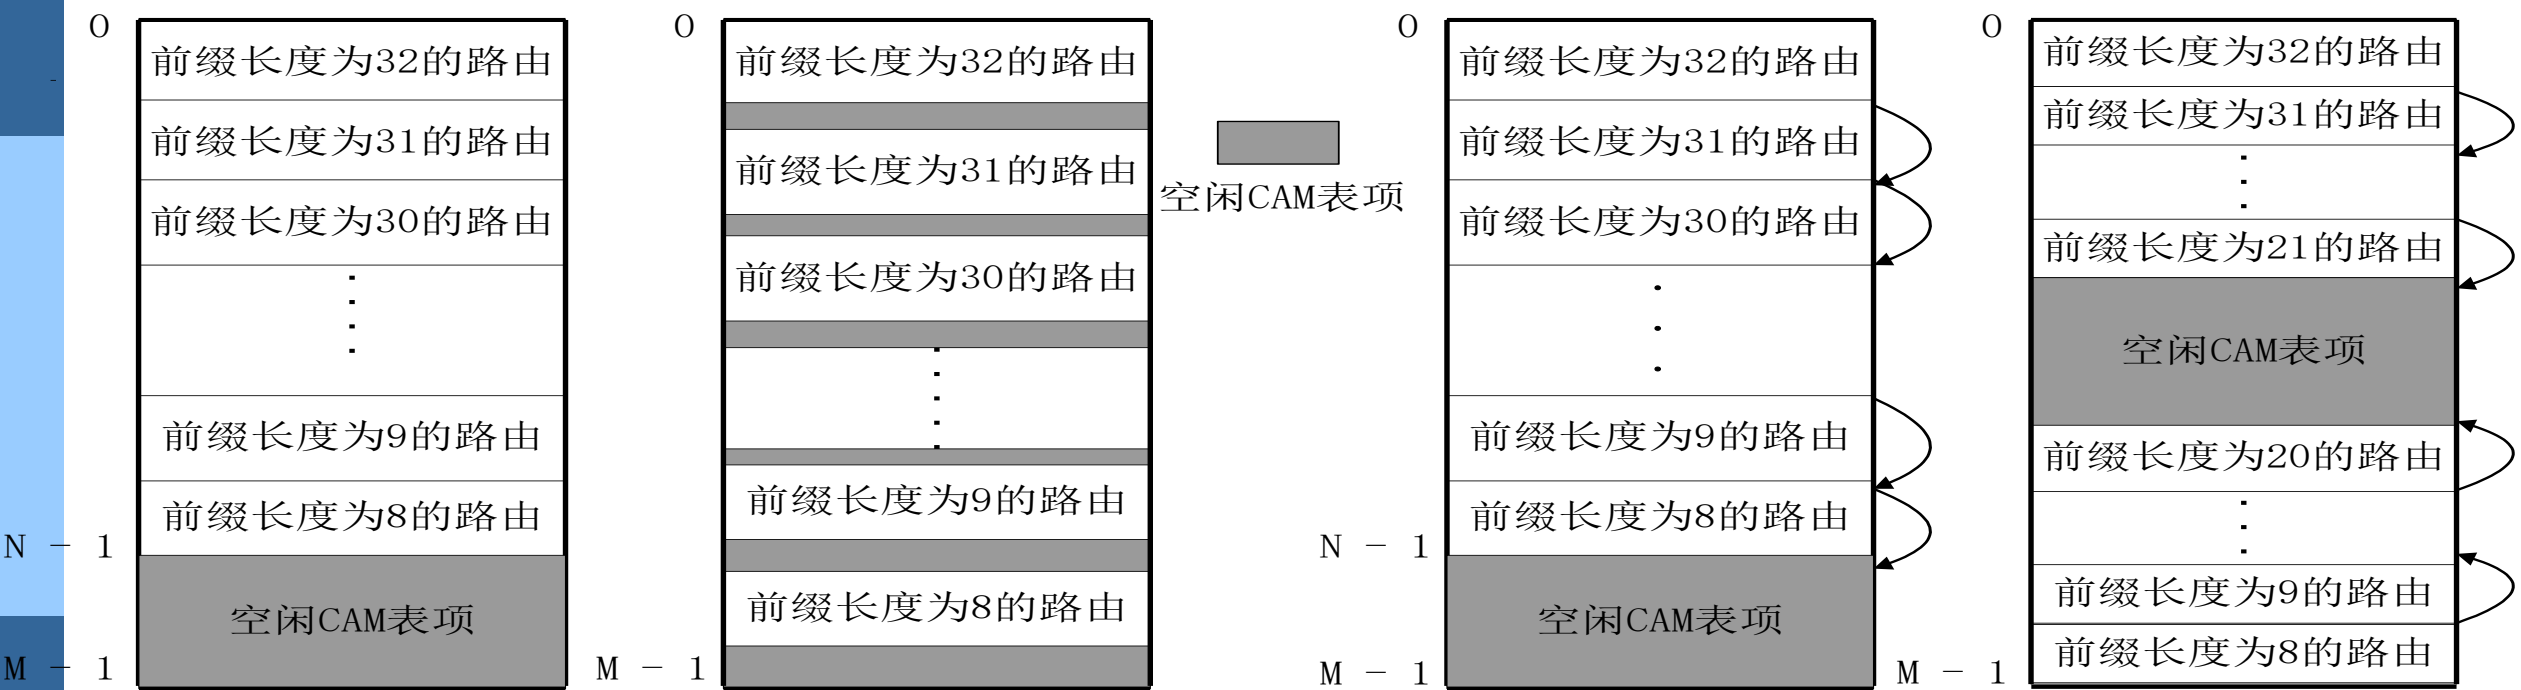 0
前缀长度为32的路由
前缀长度为31的路由
前缀长度为30的路由
前缀长度为9的路由
前缀长度为8的路由
N - 1
空闲CAM表项
M - 1
0
前缀长度为32的路由
前缀长度为31的路由
前缀长度为30的路由
前缀长度为9的路由
前缀长度为8的路由
M - 1
空闲CAM表项
0
前缀长度为32的路由
前缀长度为31的路由
前缀长度为30的路由
前缀长度为9的路由
前缀长度为8的路由
N - 1
空闲CAM表项
M - 1
0
前缀长度为32的路由
前缀长度为31的路由
前缀长度为21的路由
空闲CAM表项
前缀长度为20的路由
前缀长度为9的路由
前缀长度为8的路由
M - 1